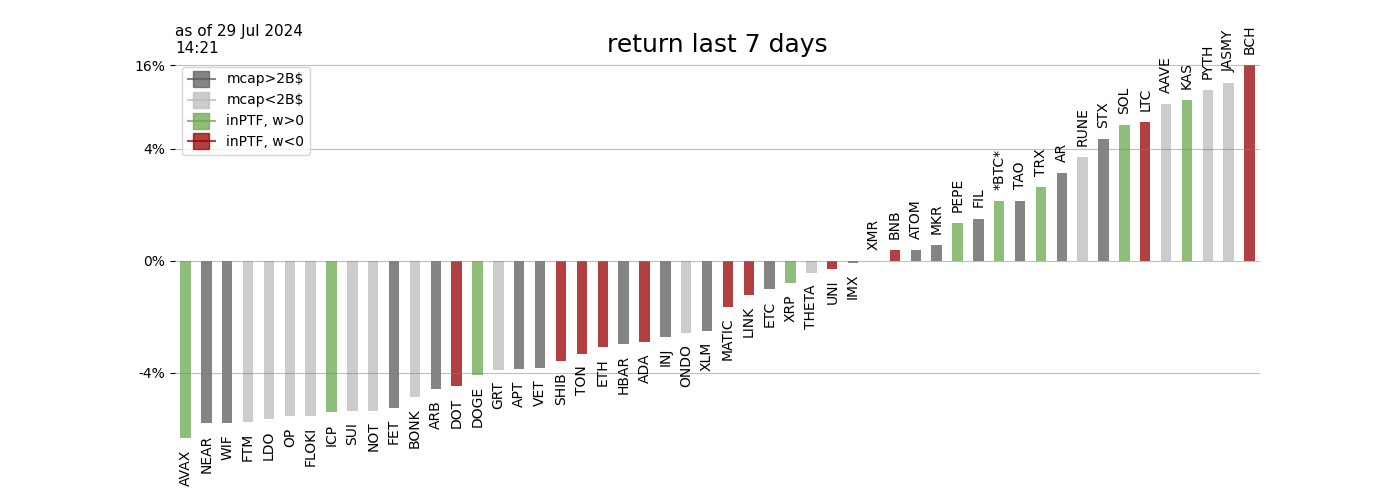 as of 29 Jul 2024
14:21
return last 7 days
16%
4%
0%
-4%
mcap>2B$
mcap<2B$
inPTF, w>0
inPTF, w<0
AVAX
NEAR
WIF
FTM
LDO
OP
FLOKI
ICP
SUI
NOT
FET
BONK
ARB
DOT
DOGE
GRT
APT
VET
SHIB
TON
ETH
HBAR
ADA
INJ
ONDO
XLM
MATIC
LINK
ETC
XRP
THETA
UNI
IMX
XMR
BNB
ATOM
MKR
PEPE
FIL
*BTC*
TAO
TRX
AR
RUNE
STX
SOL
LTC
AAVE
KAS
PYTH
JASMY
BCH